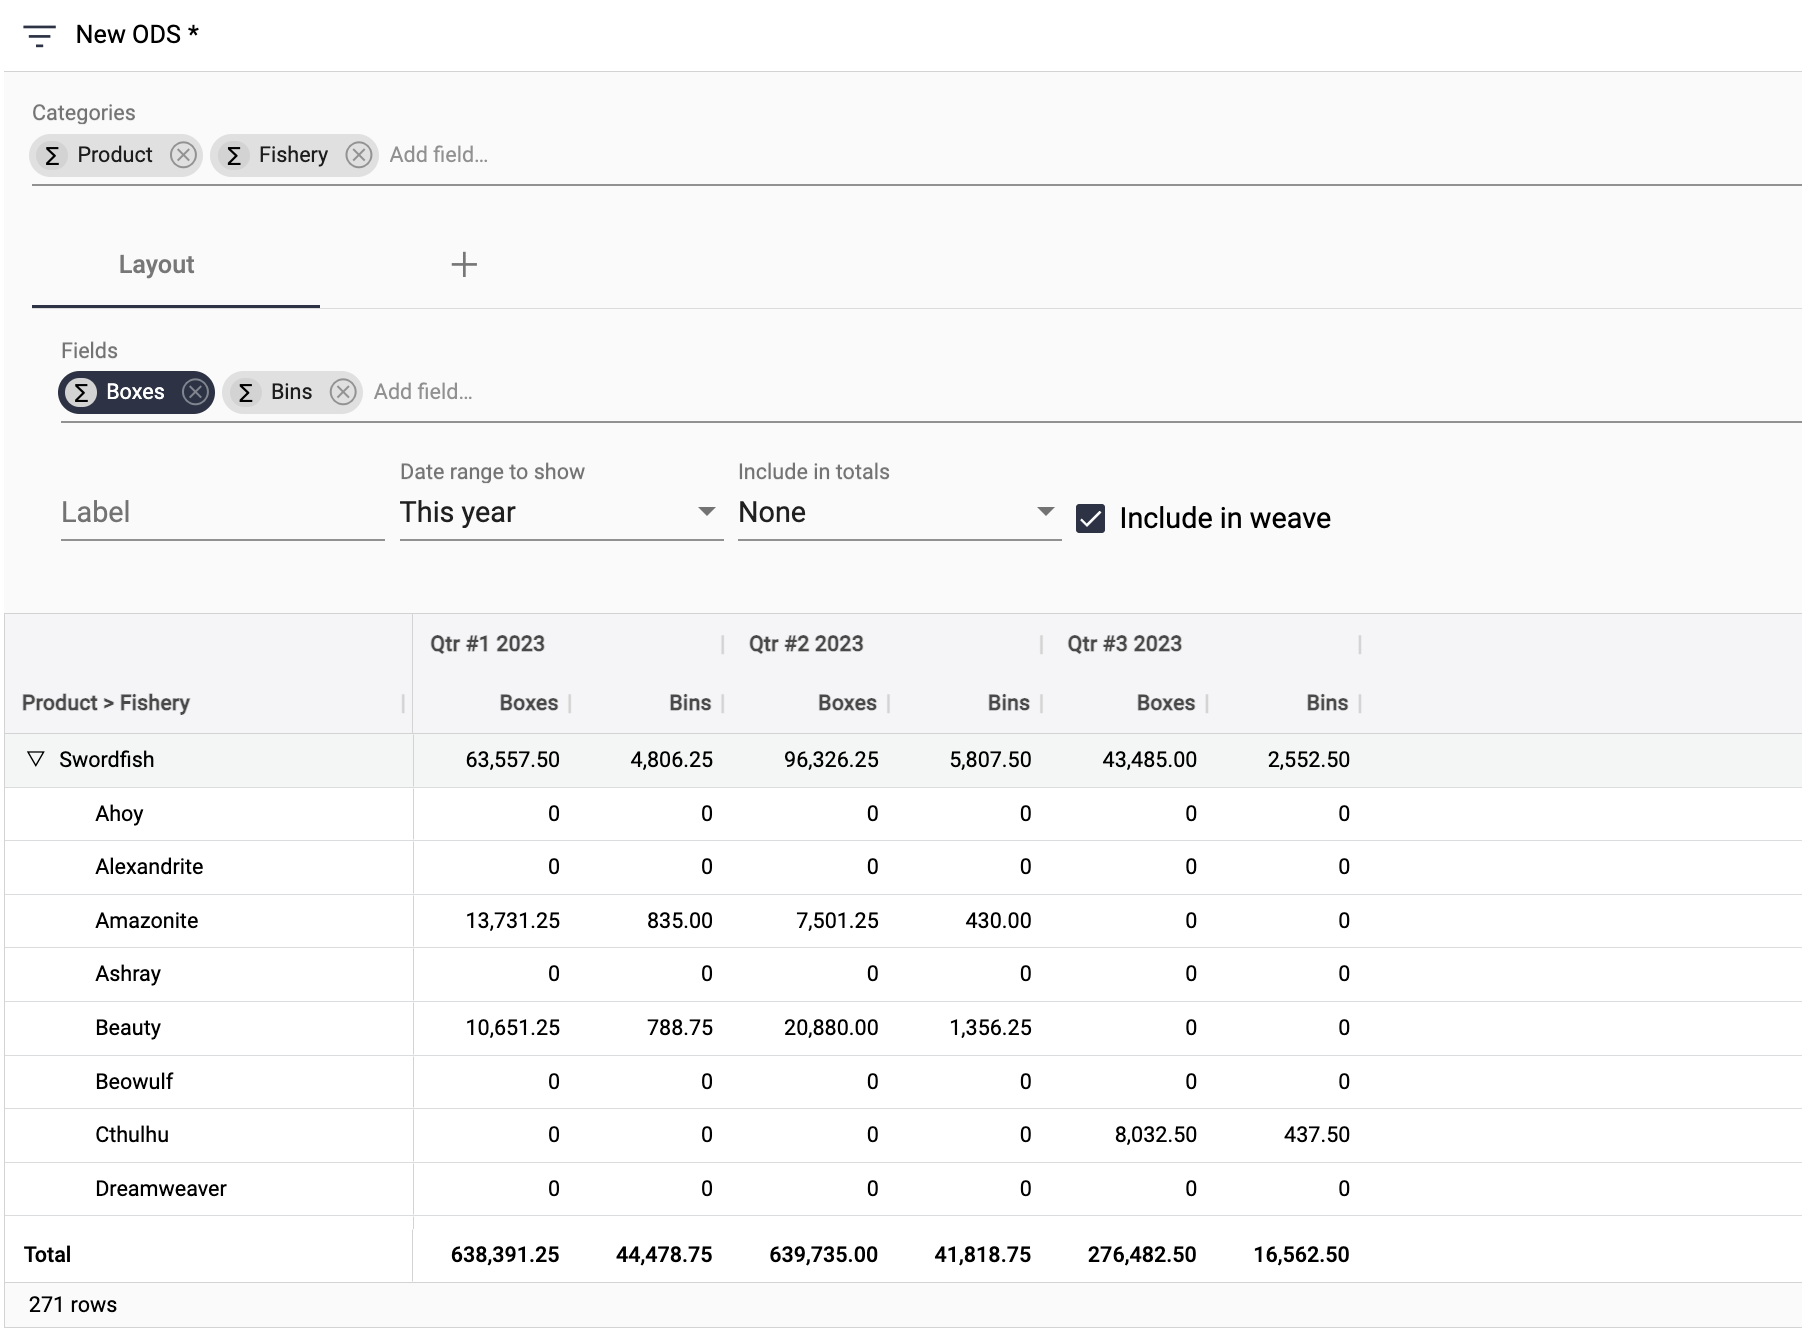 New ODS *
Categories
Σ Product Σ Fishery Add field...
Layout +
Fields
Σ Boxes Σ Bins Add field...
Date range to show Include in totals
Label This year None Include in weave
Qtr #1 2023 Qtr #2 2023 Qtr #3 2023
Product > Fishery Boxes Bins Boxes Bins Boxes Bins
Swordfish 63,557.50 4,806.25 96,326.25 5,807.50 43,485.00 2,552.50
Ahoy 0 0 0 0 0 0
Alexandrite 0 0 0 0 0 0
Amazonite 13,731.25 835.00 7,501.25 430.00 0 0
Ashray 0 0 0 0 0 0
Beauty 10,651.25 788.75 20,880.00 1,356.25 0 0
Beowulf 0 0 0 0 0 0
Cthulhu 0 0 0 0 8,032.50 437.50
Dreamweaver 0 0 0 0 0 0
Total 638,391.25 44,478.75 639,735.00 41,818.75 276,482.50 16,562.50
271 rows